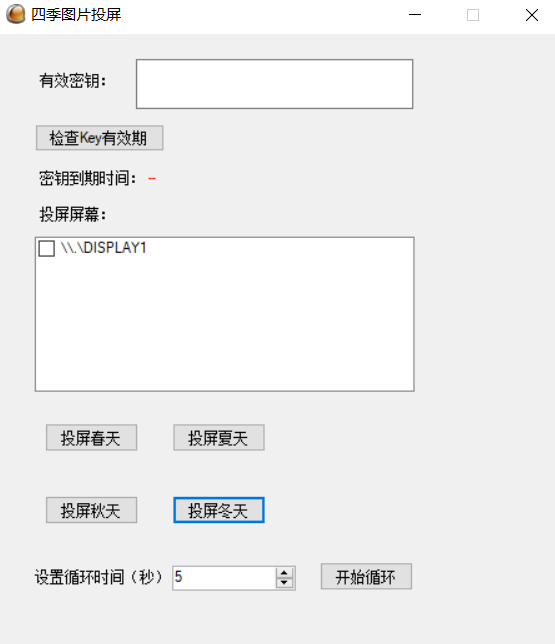 四季图片投屏
有效密钥：
检查Key有效期
密钥到期时间： --
投屏屏幕：
\\.\DISPLAY1
投屏春天 投屏夏天
投屏秋天 投屏冬天
设置循环时间（秒） 5 开始循环